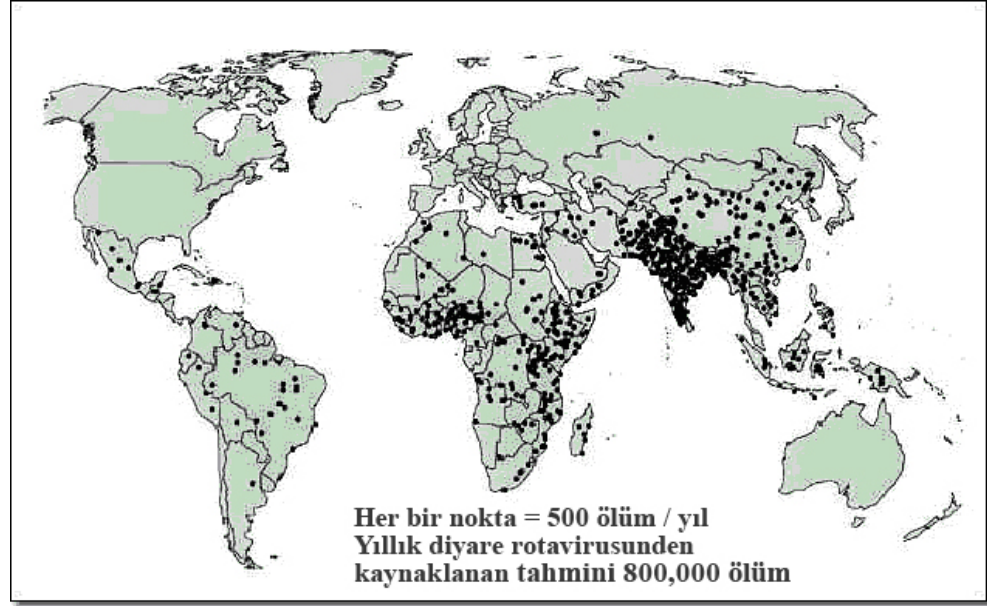 Her bir nokta = 500 ölüm / yıl
Yıllık diyare rotavirusunden
kaynaklanan tahmini 800,000 ölüm